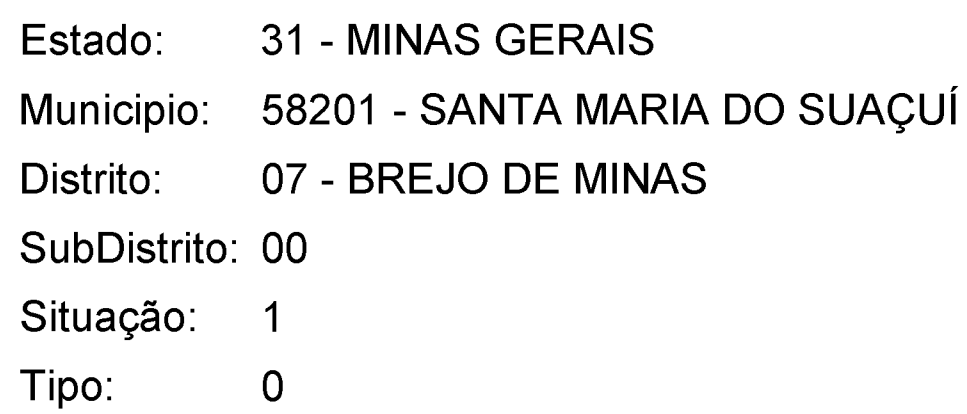 Estado: 31 - MINAS GERAIS
Municipio: 58201 - SANTA MARIA DO SUAÇUÍ
Distrito: 07 - BREJO DE MINAS
SubDistrito: 00
Situação: 1
Tipo: 0